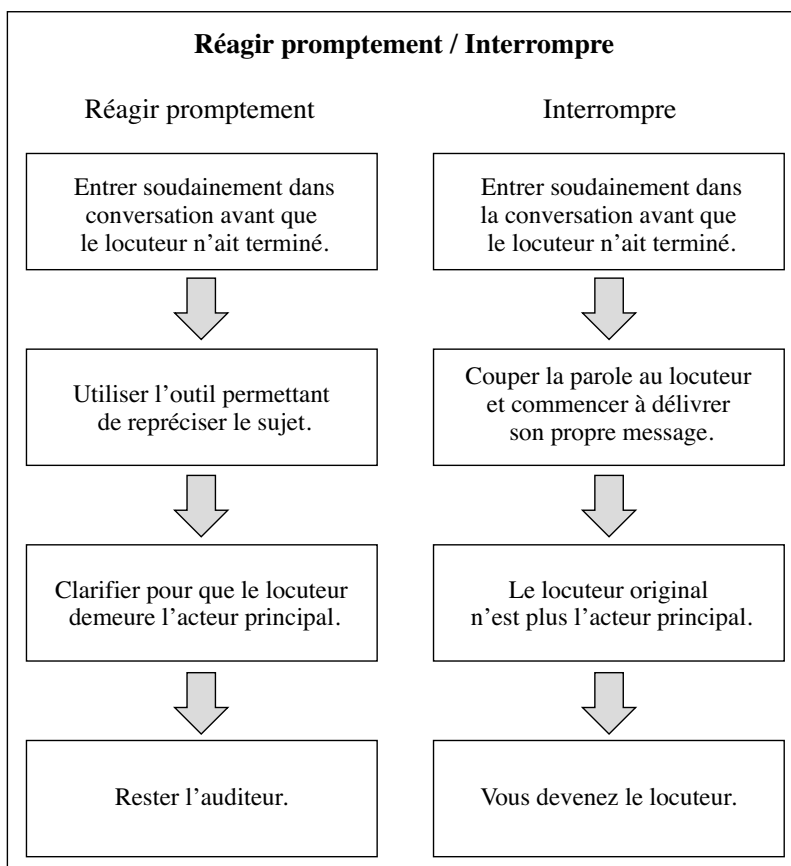 Réagir promptement / Interrompre
Réagir promptement
Entrer soudainement dans
conversation avant que
le locuteur n’ait terminé.
Utiliser l’outil permettant
de repréciser le sujet.
Clarifier pour que le locuteur
demeure l’acteur principal.
Rester l’auditeur.
Interrompre
Entrer soudainement dans
la conversation avant que
le locuteur n’ait terminé.
Couper la parole au locuteur
et commencer à délivrer
son propre message.
Le locuteur original
n’est plus l’acteur principal.
Vous devenez le locuteur.